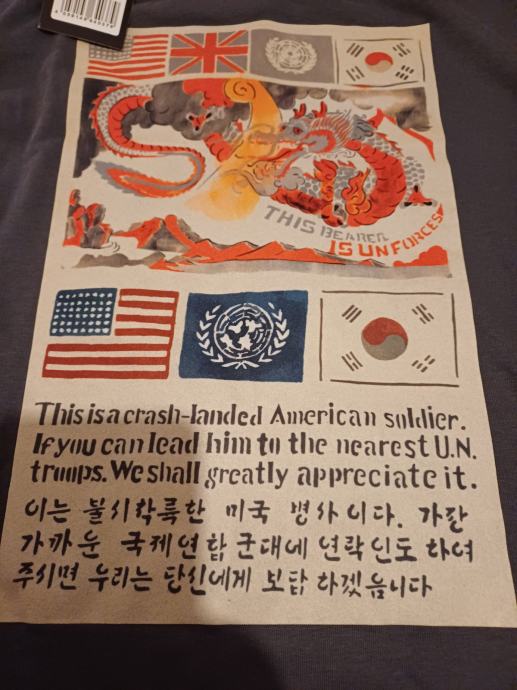 THIS BEARER
IS UN FORCES
This is a crash-landed American soldier.
If you can lead him to the nearest U.N.
troops. We shall greatly appreciate it.
이는 불시착륙한 미국 병사이다. 가장
가까운 국제연합 군대에 연락인도 하여
주시면 우리는 당신에게 보답 하겠읍니다